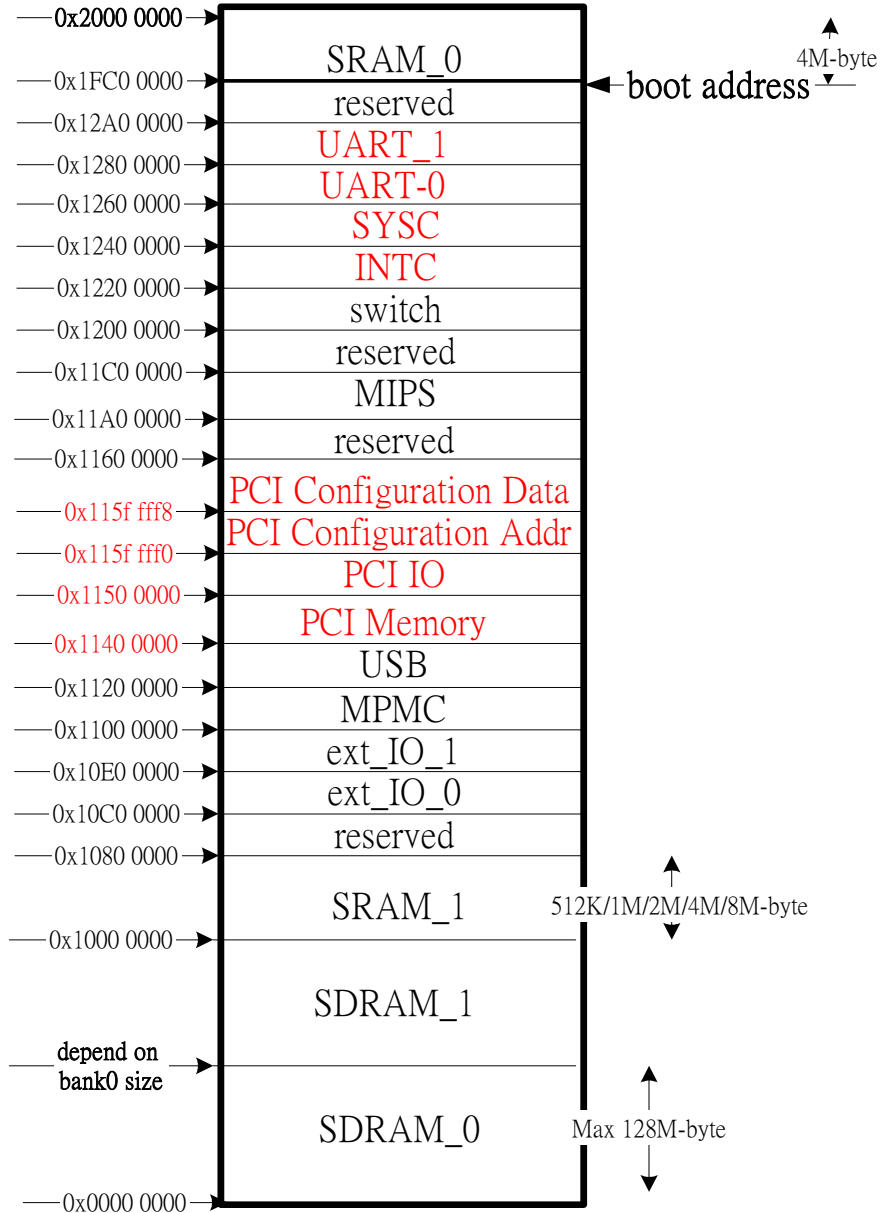 0x2000 0000
SRAM_0
4M-byte
0x1FC0 0000
boot address
reserved
0x12A0 0000
UART_1
0x1280 0000
UART-0
0x1260 0000
SYSC
0x1240 0000
INTC
0x1220 0000
switch
0x1200 0000
reserved
0x11C0 0000
MIPS
0x11A0 0000
reserved
0x1160 0000
PCI Configuration Data
0x115f fff8
PCI Configuration Addr
0x115f fff0
PCI IO
0x1150 0000
PCI Memory
0x1140 0000
USB
0x1120 0000
MPMC
0x1100 0000
ext_IO_1
0x10E0 0000
ext_IO_0
0x10C0 0000
reserved
0x1080 0000
SRAM_1
512K/1M/2M/4M/8M-byte
0x1000 0000
SDRAM_1
depend on
bank0 size
SDRAM_0
Max 128M-byte
0x0000 0000